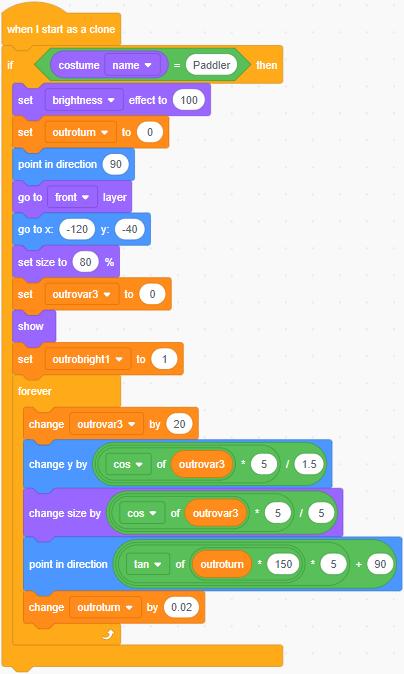 when I start as a clone
if costume name = Paddler then
set brightness effect to 100
set outroturn to 0
point in direction 90
go to front layer
go to x: -120 y: -40
set size to 80 %
set outrovar3 to 0
show
set outrobright1 to 1
forever
change outrovar3 by 20
change y by cos of outrovar3 * 5 / 1.5
change size by cos of outrovar3 * 5 / 5
point in direction tan of outroturn * 150 * 5 + 90
change outroturn by 0.02